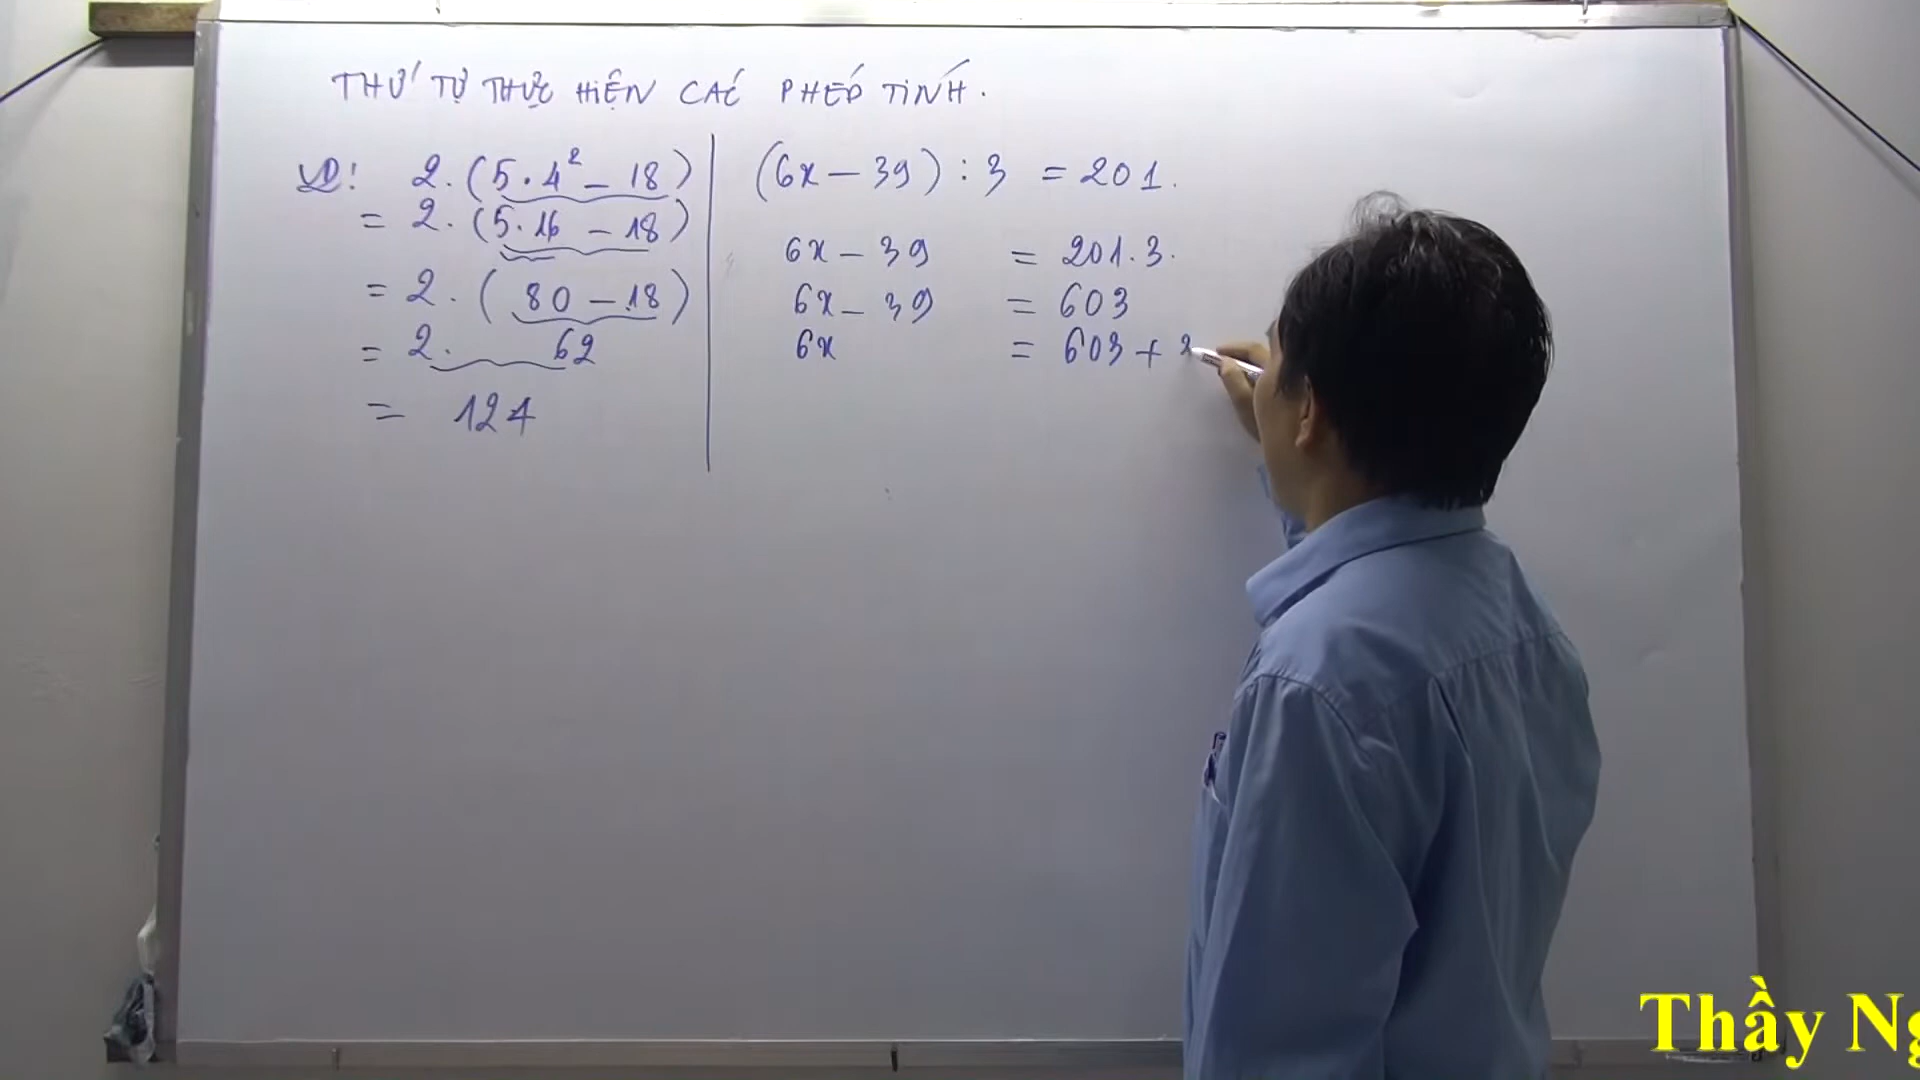 THỨ TỰ THỰC HIỆN CÁC PHÉP TÍNH.
VD: 2.(5.4² – 18)
= 2.(5.16 – 18)
= 2.(80 – 18)
= 2. 62
= 124
(6x – 39) : 3 = 201.
6x – 39 = 201.3.
6x – 39 = 603
6x = 603 +
Thầy